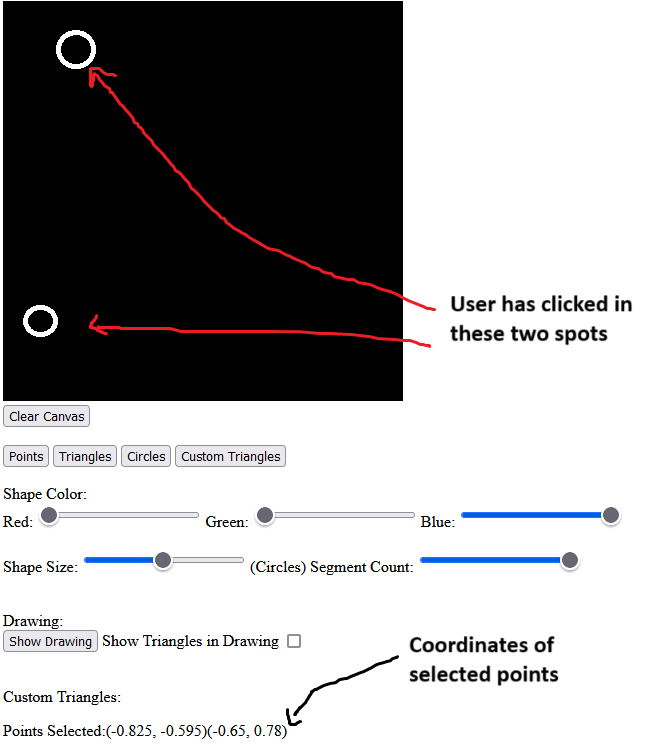 User has clicked in
these two spots
Clear Canvas
Points Triangles Circles Custom Triangles
Shape Color:
Red: Green: Blue:
Shape Size: (Circles) Segment Count:
Drawing:
Show Drawing Show Triangles in Drawing
Coordinates of
selected points
Custom Triangles:
Points Selected:(-0.825, -0.595)(-0.65, 0.78)